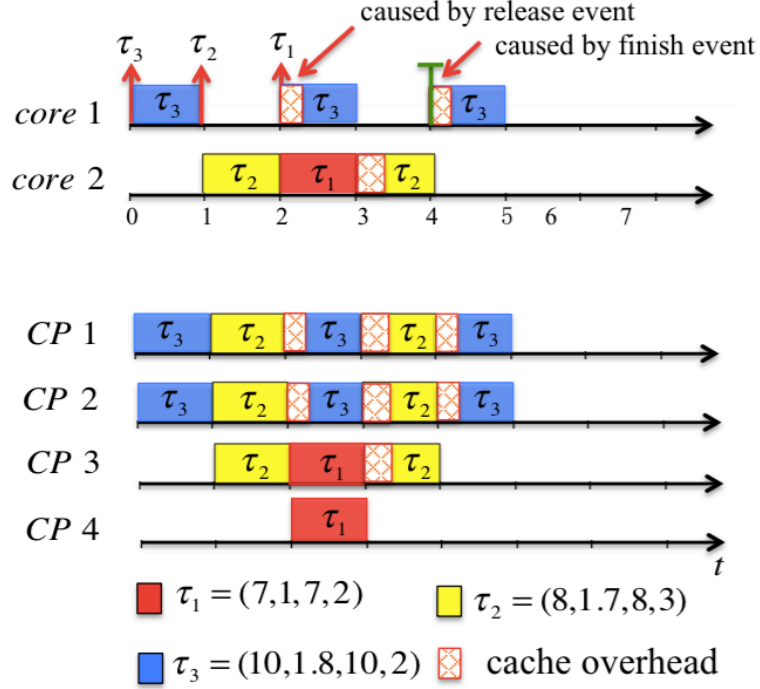 caused by release event
τ₃ τ₂ τ₁ caused by finish event
core 1 τ₃ τ₃ τ₃
core 2 τ₂ τ₁ τ₂
0 1 2 3 4 5 6 7
CP 1 τ₃ τ₂ τ₃ τ₂ τ₃
CP 2 τ₃ τ₂ τ₃ τ₂ τ₃
CP 3 τ₂ τ₁ τ₂
CP 4 τ₁
t
τ₁ = (7,1,7,2) τ₂ = (8,1.7,8,3)
τ₃ = (10,1.8,10,2) cache overhead